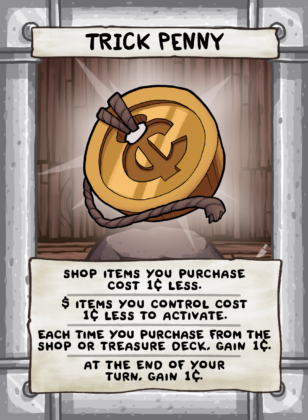 TRICK PENNY
¢
SHOP ITEMS YOU PURCHASE
COST 1¢ LESS.
$ ITEMS YOU CONTROL COST
1¢ LESS TO ACTIVATE.
EACH TIME YOU PURCHASE FROM THE
SHOP OR TREASURE DECK, GAIN 1¢.
AT THE END OF YOUR
TURN, GAIN 1¢.